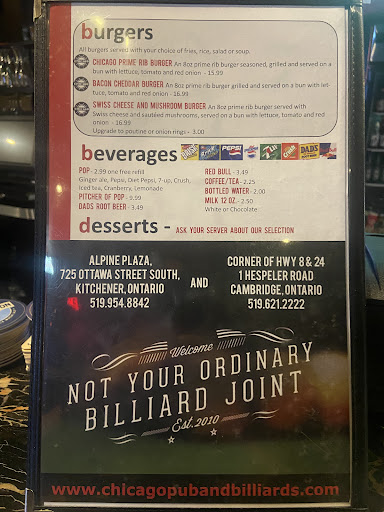 burgers
All burgers served with your choice of fries, rice, salad or soup.
CHICAGO PRIME RIB BURGER An 8oz prime rib burger seasoned, grilled and served on a
bun with lettuce, tomato and red onion - 15.99
BACON CHEDDAR BURGER An 8oz prime rib burger grilled and served on a bun with let-
tuce, tomato and red onion - 16.99
SWISS CHEESE AND MUSHROOM BURGER An 8oz prime rib burger served with
Swiss cheese and sautéed mushrooms, served on a bun with lettuce, tomato and red
onion - 16.99
Upgrade to poutine or onion rings - 3.00
beverages
PEPSI
7up
Crush
DAD'S
POP - 2.99 one free refill
Ginger ale, Pepsi, Diet Pepsi, 7-up, Crush,
Iced tea, Cranberry, Lemonade
PITCHER OF POP - 9.99
DADS ROOT BEER - 3.49
RED BULL - 3.49
COFFEE/TEA - 2.25
BOTTLED WATER - 2.00
MILK 12 OZ. - 2.50
White or Chocolate
desserts - ASK YOUR SERVER ABOUT OUR SELECTION
ALPINE PLAZA,
725 OTTAWA STREET SOUTH,
KITCHENER, ONTARIO
519.954.8842
AND
CORNER OF HWY 8 & 24
1 HESPELER ROAD
CAMBRIDGE, ONTARIO
519.621.2222
Welcome
NOT YOUR ORDINARY
BILLIARD JOINT
Est. 2010
www.chicagopubandbilliards.com